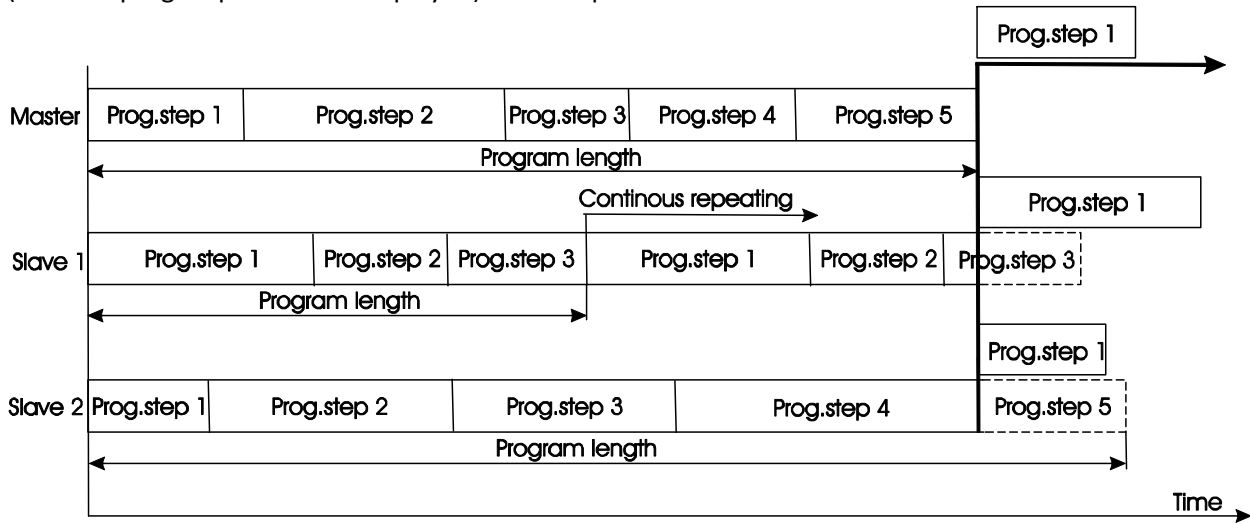 Prog.step 1
Master Prog.step 1 Prog.step 2 Prog.step 3 Prog.step 4 Prog.step 5
Program length
Continous repeating
Prog.step 1
Slave 1 Prog.step 1 Prog.step 2 Prog.step 3 Prog.step 1 Prog.step 2 Prog.step 3
Program length
Prog.step 1
Slave 2 Prog.step 1 Prog.step 2 Prog.step 3 Prog.step 4 Prog.step 5
Program length
Time